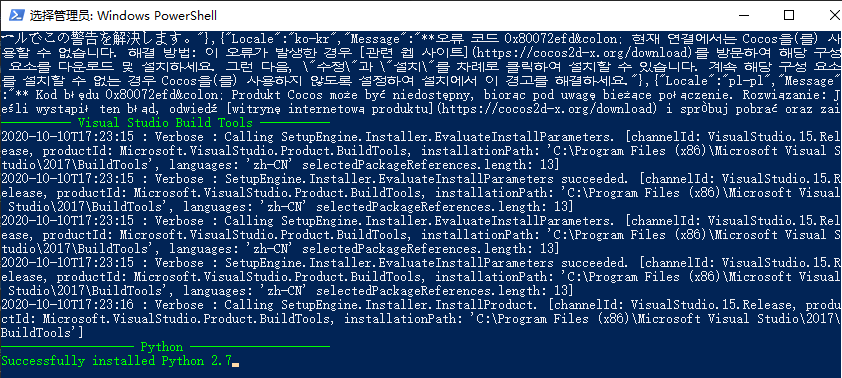 选择管理员: Windows PowerShell
ールでこの警告を解決します。"},{"Locale":"ko-kr","Message":"**오류 코드 0x80072efd&colon; 현재 연결에서는 Cocos을(를) 사
용할 수 없습니다. 해결 방법: 이 오류가 발생한 경우 [관련 웹 사이트](https://cocos2d-x.org/download)를 방문하여 해당 구성
요소를 다운로드 및 설치하세요. 그런 다음, \"수정\"과 \"설치\"를 차례로 클릭하여 설치할 수 있습니다. 계속 해당 구성 요소
를 설치할 수 없는 경우 Cocos을(를) 사용하지 않도록 설정하여 설치에서 이 경고를 해결하세요."},{"Locale":"pl-pl","Message"
:"** Kod błędu 0x80072efd&colon; Produkt Cocos może być niedostępny, biorąc pod uwagę bieżące połączenie. Rozwiązanie: J
eśli wystąpił ten błąd, odwiedź [witrynę internetową produktu](https://cocos2d-x.org/download) i spróbuj pobrać oraz zai
Visual Studio Build Tools
2020-10-10T17:23:15 : Verbose : Calling SetupEngine.Installer.EvaluateInstallParameters. [channelId: VisualStudio.15.Rel
ease, productId: Microsoft.VisualStudio.Product.BuildTools, installationPath: 'C:\Program Files (x86)\Microsoft Visual S
tudio\2017\BuildTools', languages: 'zh-CN' selectedPackageReferences.length: 13]
2020-10-10T17:23:15 : Verbose : SetupEngine.Installer.EvaluateInstallParameters succeeded. [channelId: VisualStudio.15.R
elease, productId: Microsoft.VisualStudio.Product.BuildTools, installationPath: 'C:\Program Files (x86)\Microsoft Visual
Studio\2017\BuildTools', languages: 'zh-CN' selectedPackageReferences.length: 13]
2020-10-10T17:23:15 : Verbose : Calling SetupEngine.Installer.EvaluateInstallParameters. [channelId: VisualStudio.15.Rel
ease, productId: Microsoft.VisualStudio.Product.BuildTools, installationPath: 'C:\Program Files (x86)\Microsoft Visual S
tudio\2017\BuildTools', languages: 'zh-CN' selectedPackageReferences.length: 13]
2020-10-10T17:23:15 : Verbose : SetupEngine.Installer.EvaluateInstallParameters succeeded. [channelId: VisualStudio.15.R
elease, productId: Microsoft.VisualStudio.Product.BuildTools, installationPath: 'C:\Program Files (x86)\Microsoft Visual
Studio\2017\BuildTools', languages: 'zh-CN' selectedPackageReferences.length: 13]
2020-10-10T17:23:16 : Verbose : Calling SetupEngine.Installer.InstallProduct. [channelId: VisualStudio.15.Release, produ
ctId: Microsoft.VisualStudio.Product.BuildTools, installationPath: 'C:\Program Files (x86)\Microsoft Visual Studio\2017\
BuildTools']
Python
Successfully installed Python 2.7